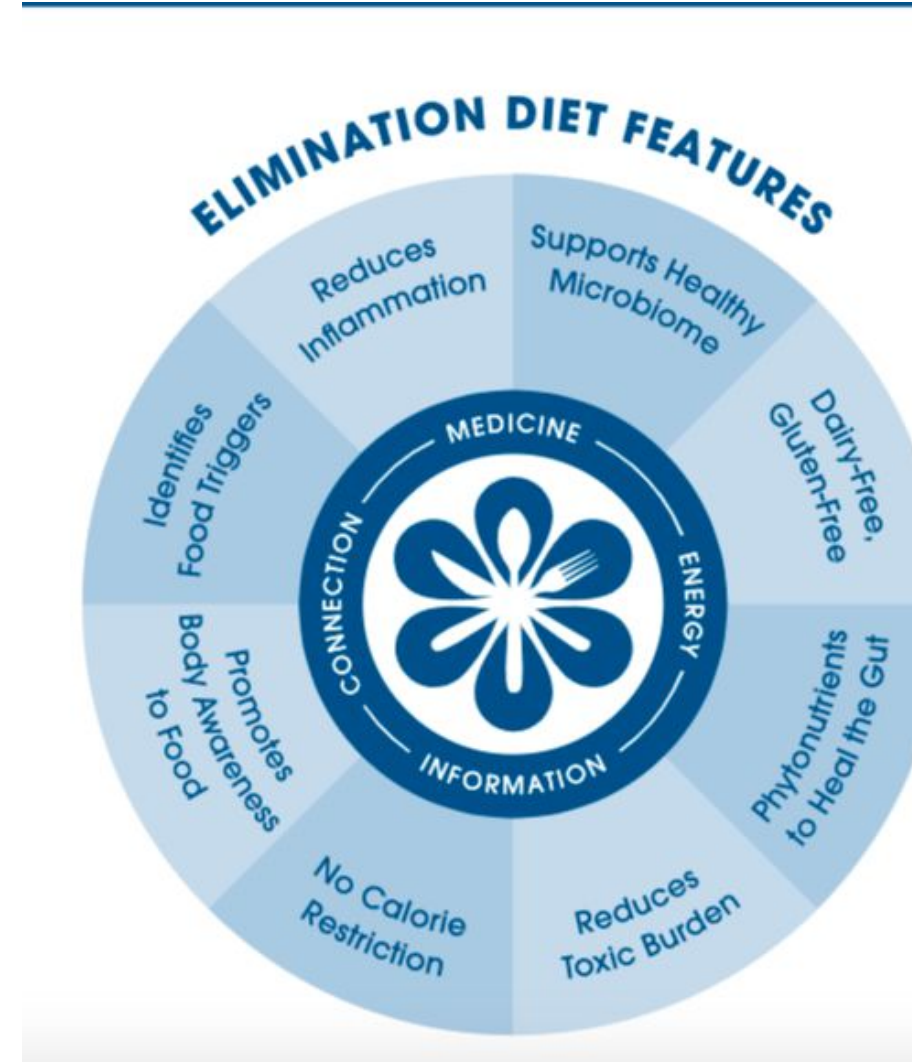 ELIMINATION DIET FEATURES
Reduces
Inflammation
Supports Healthy
Microbiome
Dairy-Free,
Gluten-Free
Phytonutrients
to Heal the Gut
Reduces
Toxic Burden
No Calorie
Restriction
Promotes
Body Awareness
to Food
Identifies
Food Triggers
MEDICINE
ENERGY
INFORMATION
CONNECTION